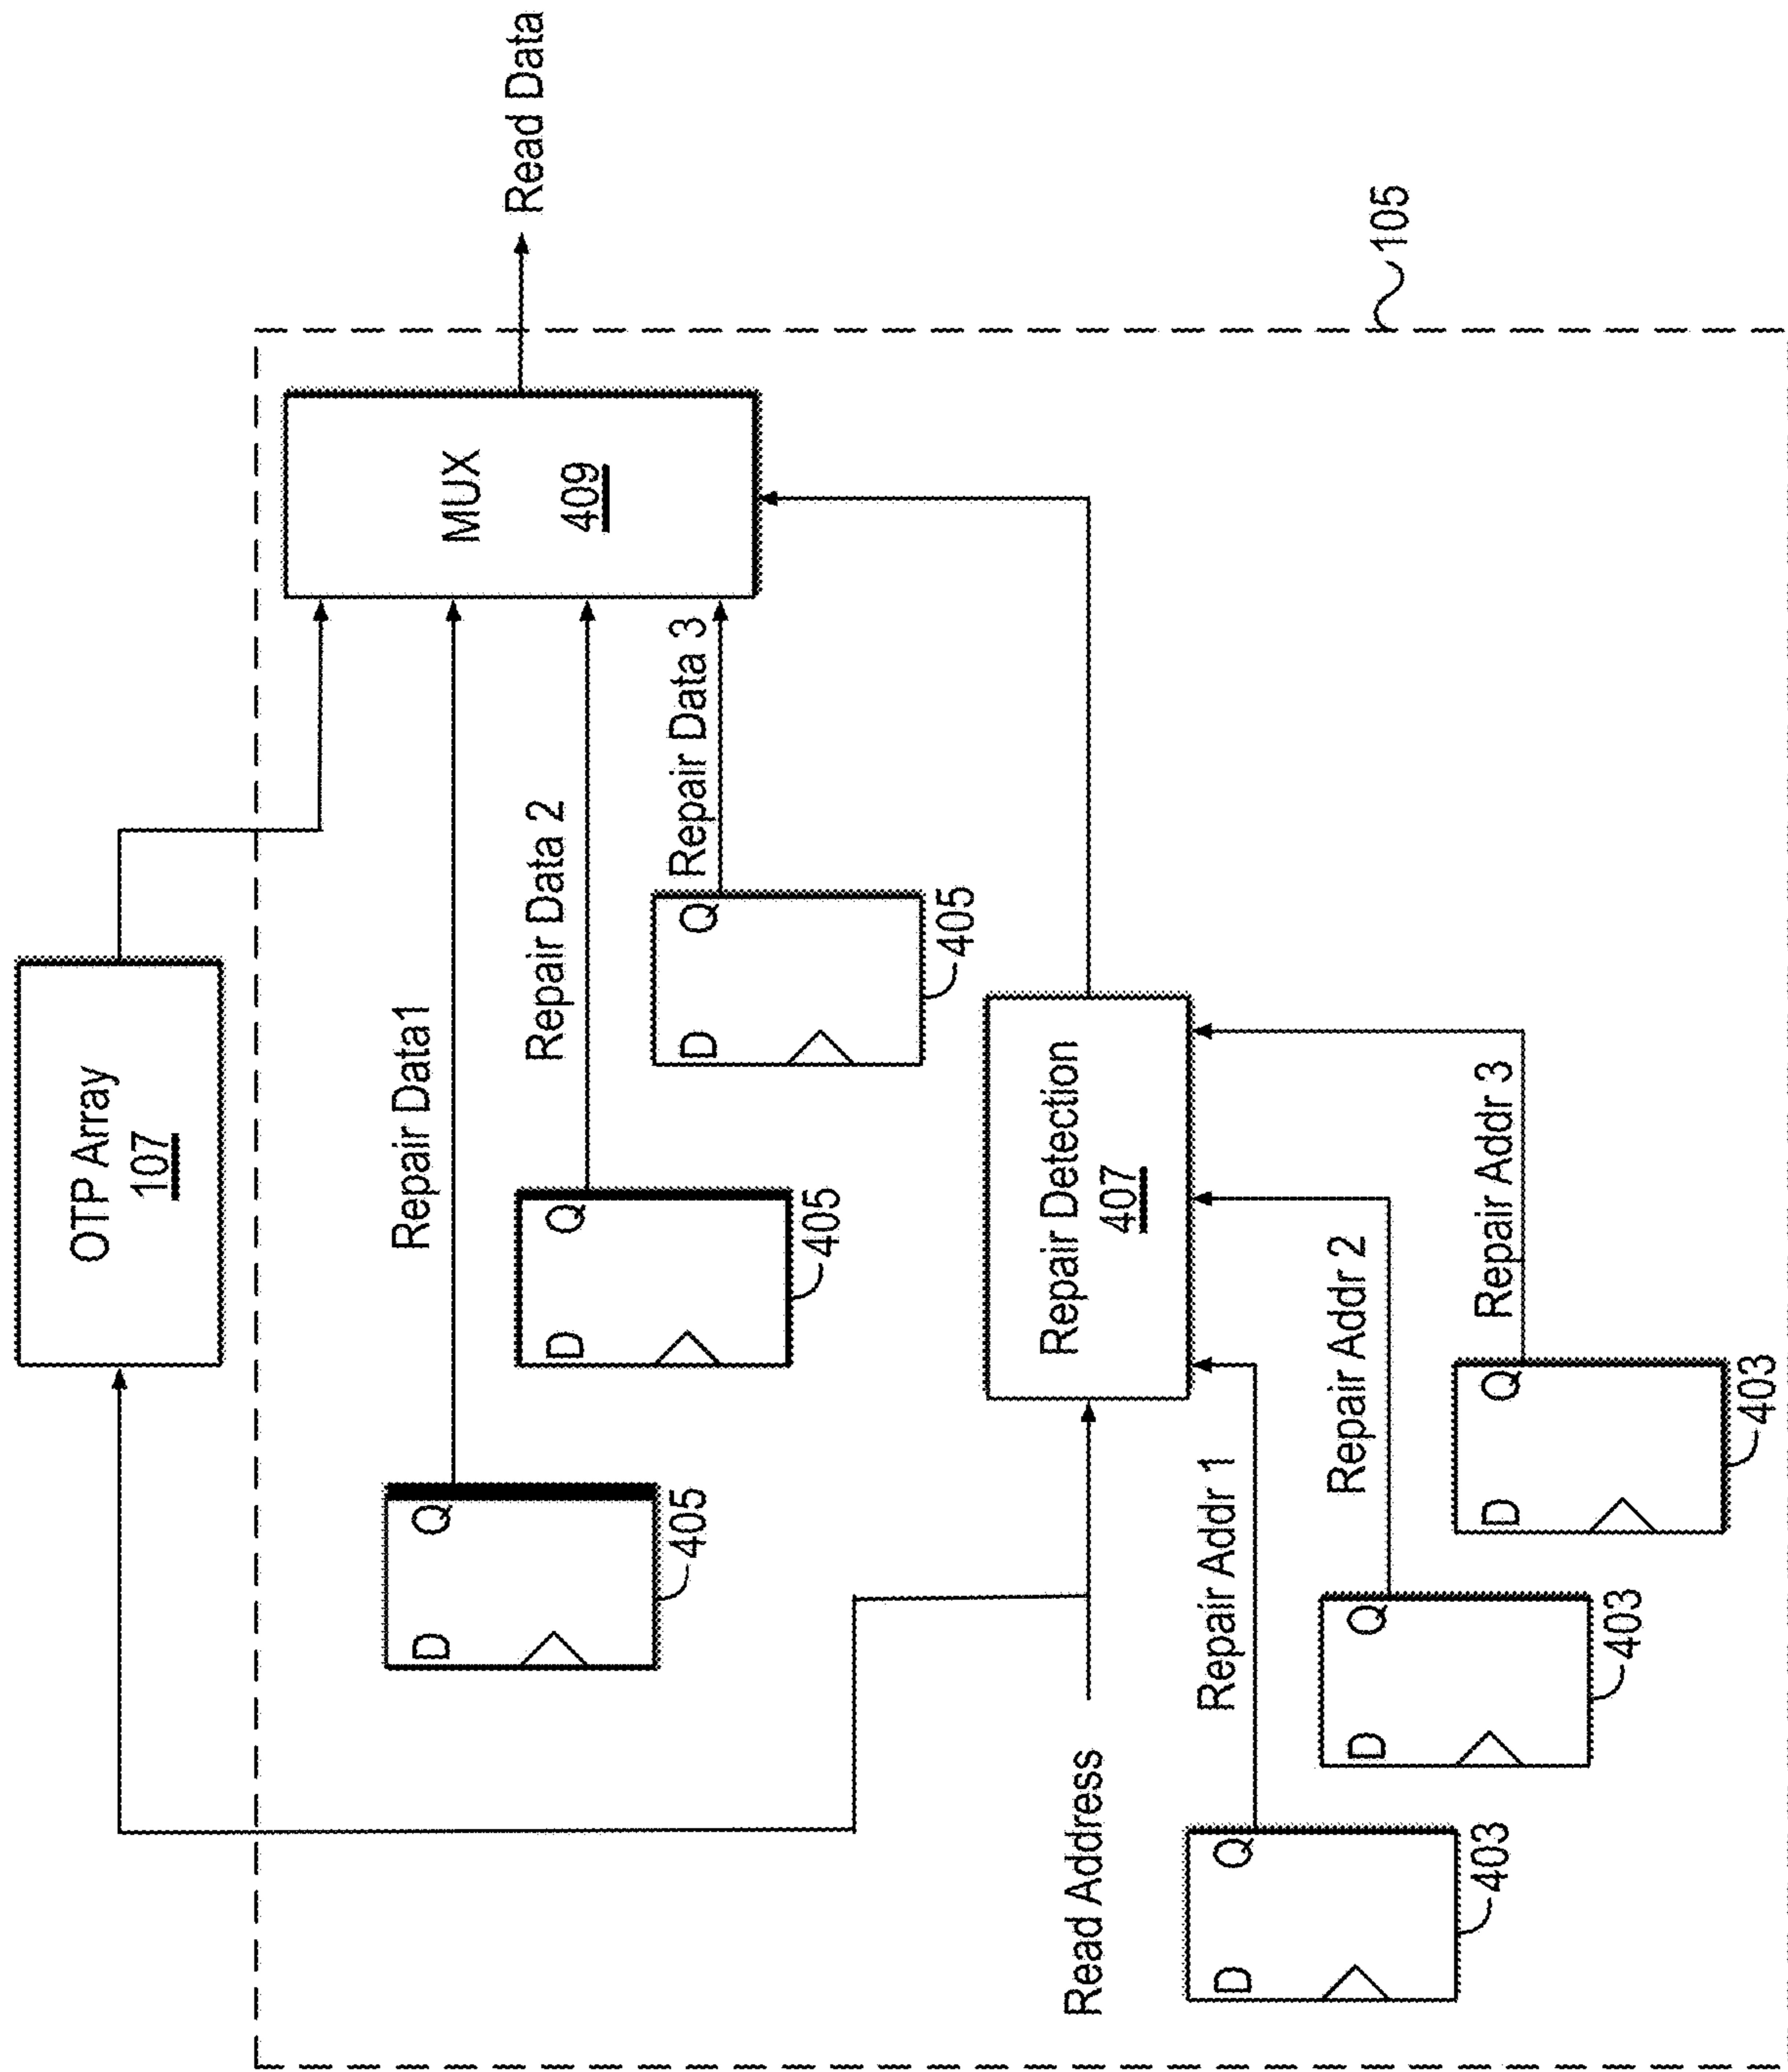 OTP Array
107
Read Data
Repair Data1
MUX
409
D
Q
405
Repair Data 2
D
Q
405
Repair Data 3
D
Q
405
105
Read Address
Repair Detection
407
Repair Addr 1
D
Q
403
Repair Addr 2
D
Q
403
Repair Addr 3
D
Q
403